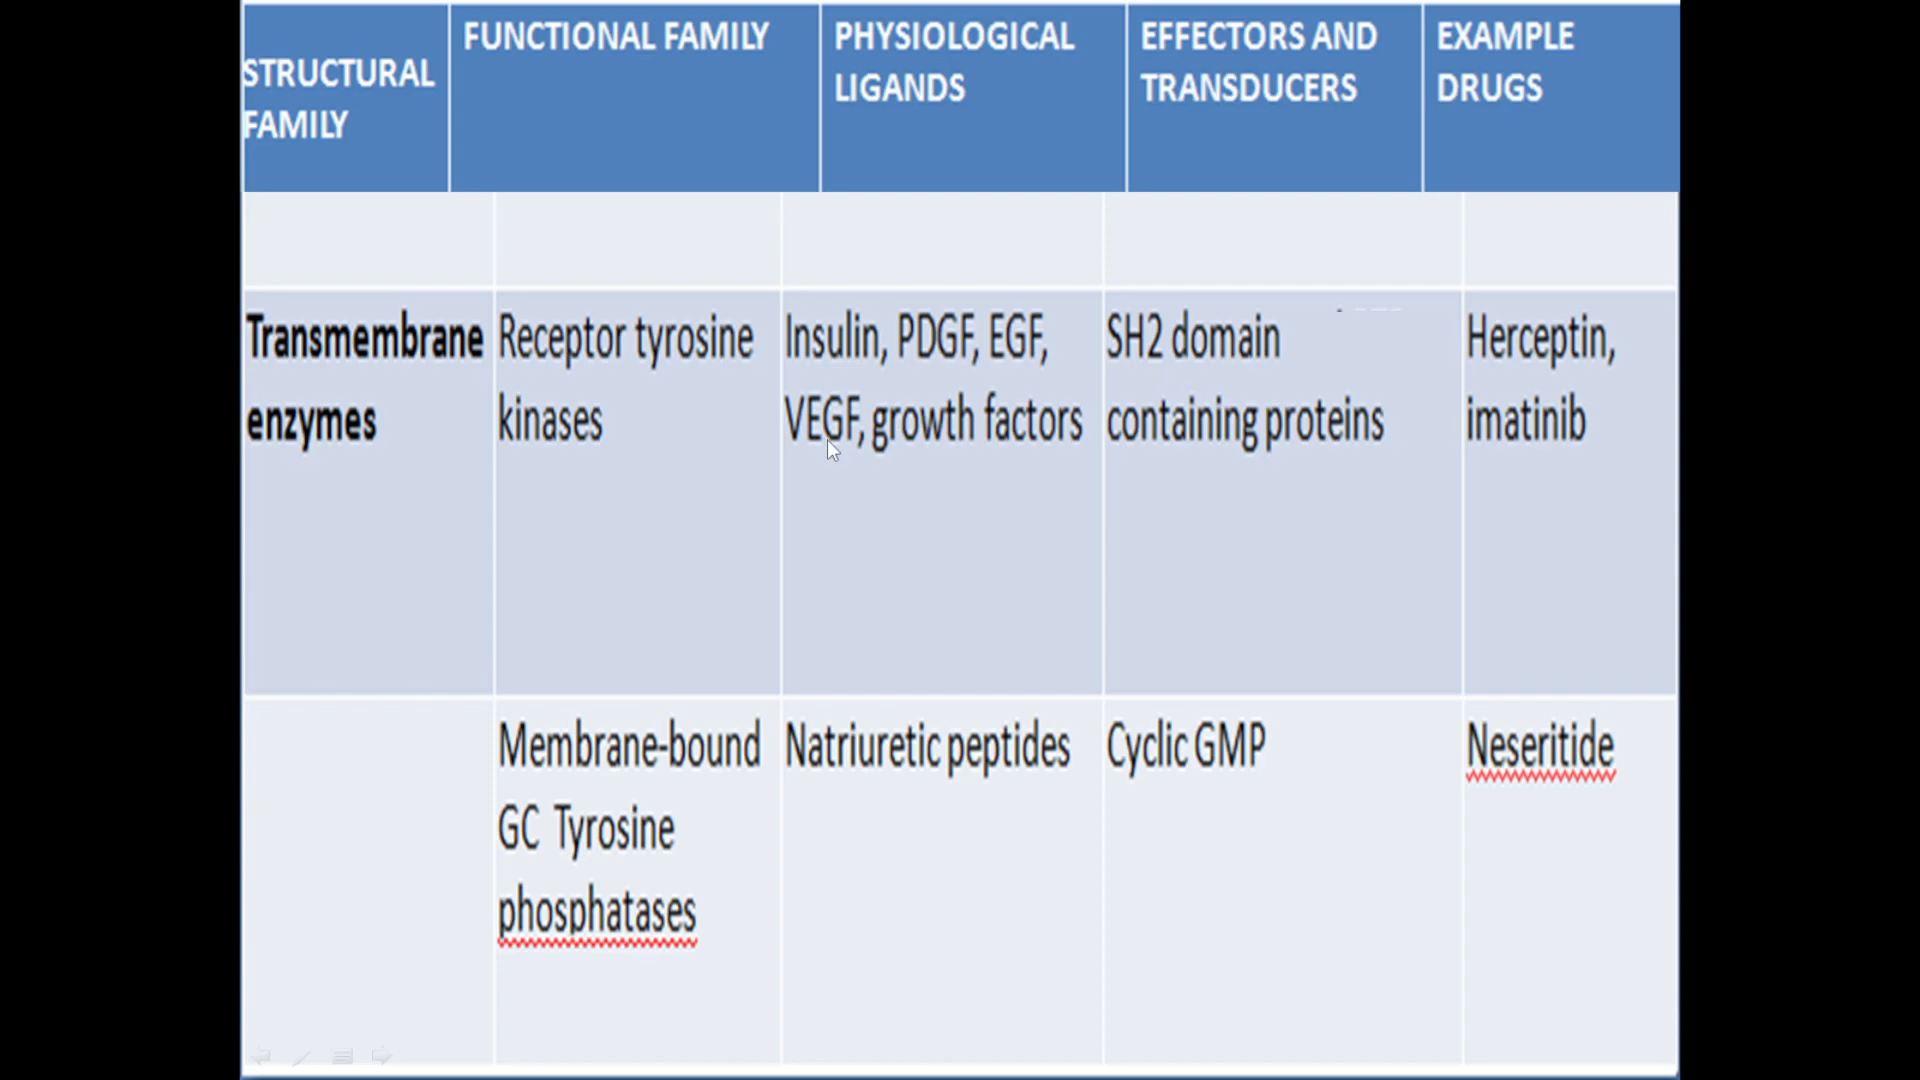 STRUCTURAL
FAMILY
FUNCTIONAL FAMILY
PHYSIOLOGICAL
LIGANDS
EFFECTORS AND
TRANSDUCERS
EXAMPLE
DRUGS
Transmembrane
enzymes
Receptor tyrosine
kinases
Insulin, PDGF, EGF,
VEGF, growth factors
SH2 domain
containing proteins
Herceptin,
imatinib
Membrane-bound
GC Tyrosine
phosphatases
Natriuretic peptides
Cyclic GMP
Neseritide